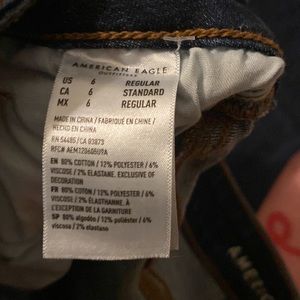 AMERICAN EAGLE
OUTFITTERS
US 6 REGULAR
CA 6 STANDARD
MX 6 REGULAR
MADE IN CHINA / FABRIQUÉ EN CHINE /
HECHO EN CHINA
RN 54485/CA 03873
EN 80% COTTON / 12% POLYESTER / 6%
VISCOSE / 2% ELASTANE. EXCLUSIVE OF
DECORATION
FR 80% COTON / 12% POLYESTER / 6%
VISCOSE / 2% ÉLASTHANNE. À
L'EXCEPTION DE LA GARNITURE
SP 80% algodón / 12% poliéster / 6%
viscosa / 2% elastano